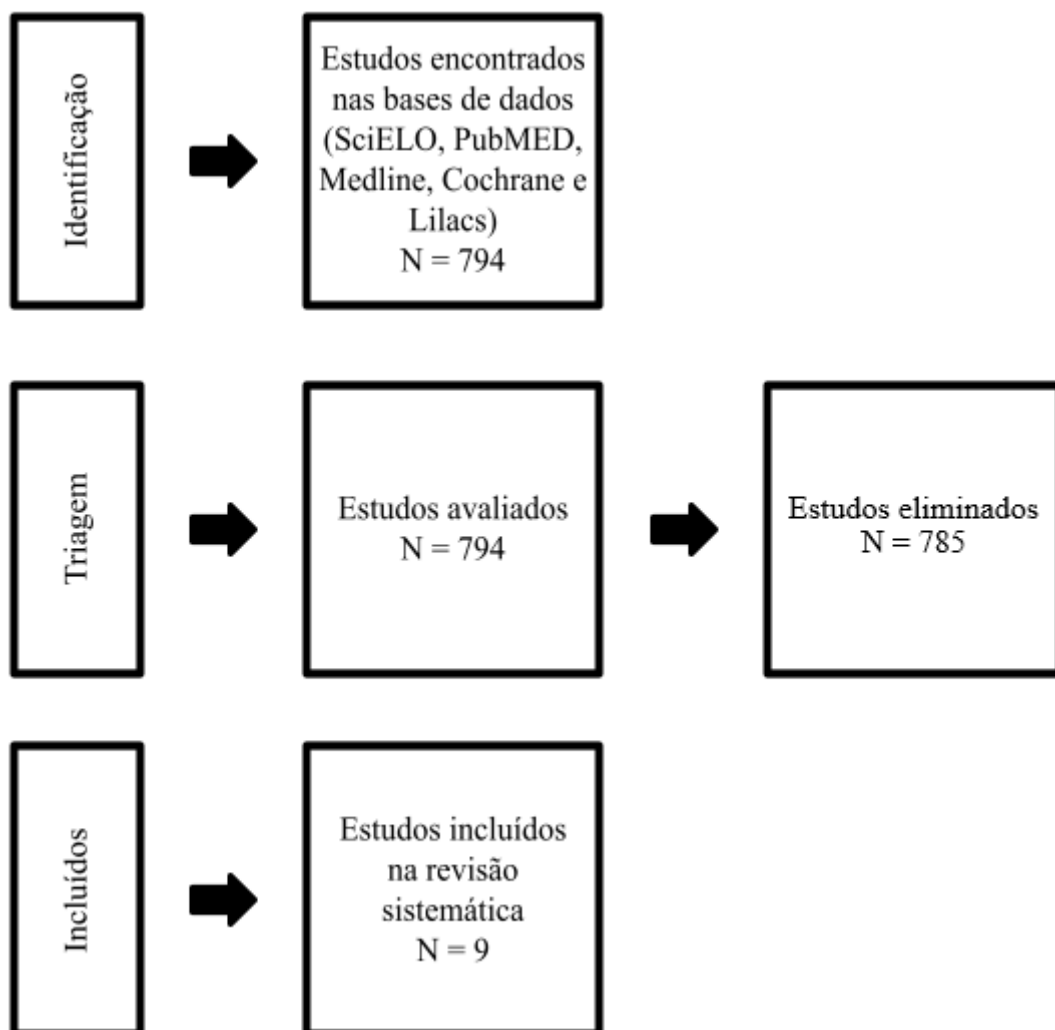 Identificação
Estudos encontrados
nas bases de dados
(SciELO, PubMED,
Medline, Cochrane e
Lilacs)
N = 794
Triagem
Estudos avaliados
N = 794
Estudos eliminados
N = 785
Incluídos
Estudos incluídos
na revisão
sistemática
N = 9